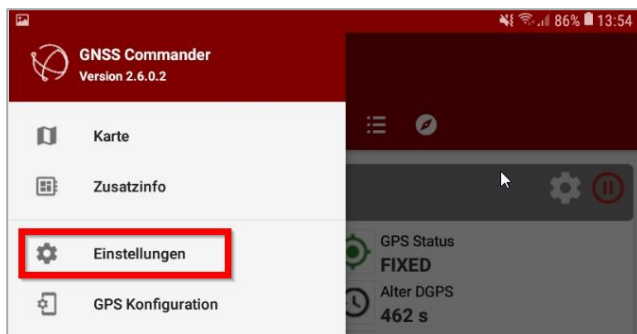 86% 13:54
GNSS Commander
Version 2.6.0.2
Karte
Zusatzinfo
Einstellungen
GPS Konfiguration
GPS Status
FIXED
Alter DGPS
462 s